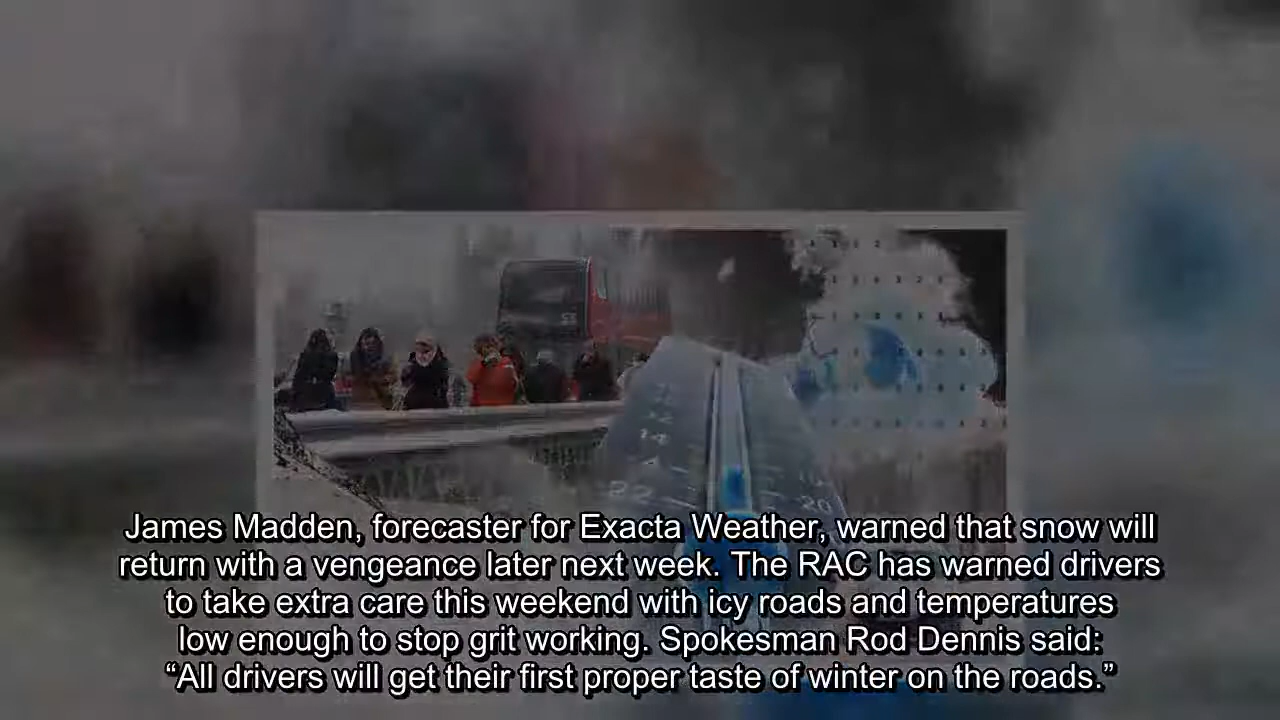 James Madden, forecaster for Exacta Weather, warned that snow will
return with a vengeance later next week. The RAC has warned drivers
to take extra care this weekend with icy roads and temperatures
low enough to stop grit working. Spokesman Rod Dennis said:
“All drivers will get their first proper taste of winter on the roads.”